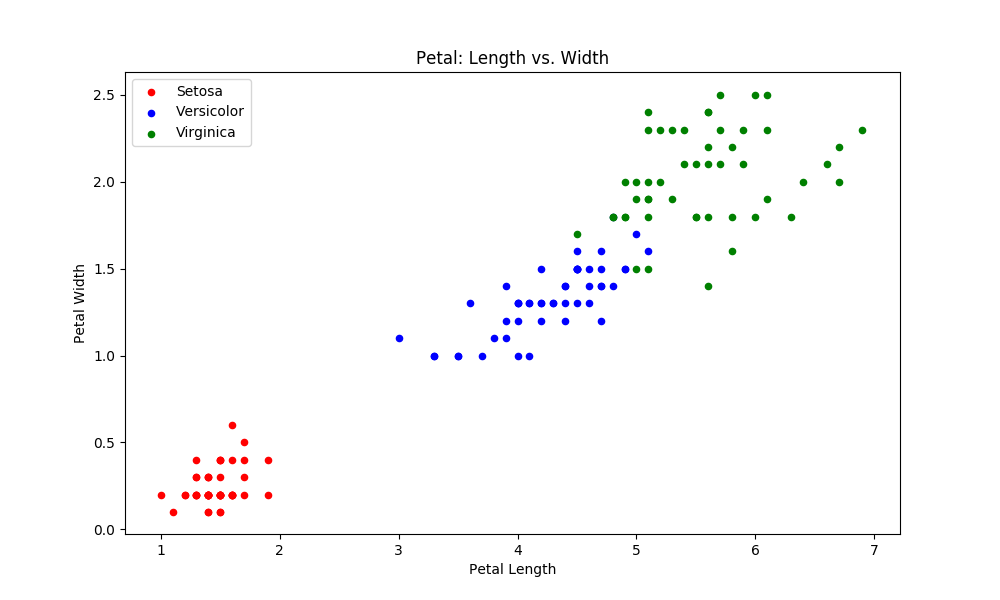 Petal: Length vs. Width
Setosa
Versicolor
Virginica
2.5
2.0
1.5
1.0
0.5
0.0
Petal Width
1 2 3 4 5 6 7
Petal Length